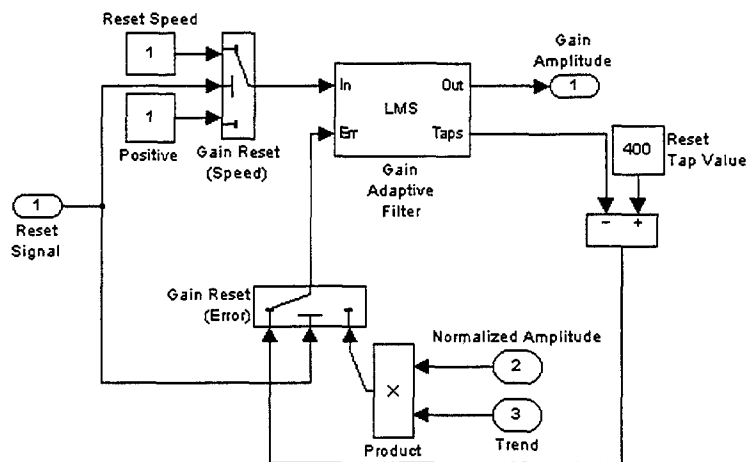 Reset Speed
1
1
Positive
Gain Reset
(Speed)
In
Out
LMS
Err
Taps
Gain
Adaptive
Filter
Gain
Amplitude
1
400
Reset
Tap Value
1
Reset
Signal
− +
Gain Reset
(Error)
Normalized Amplitude
2
×
3
Product
Trend